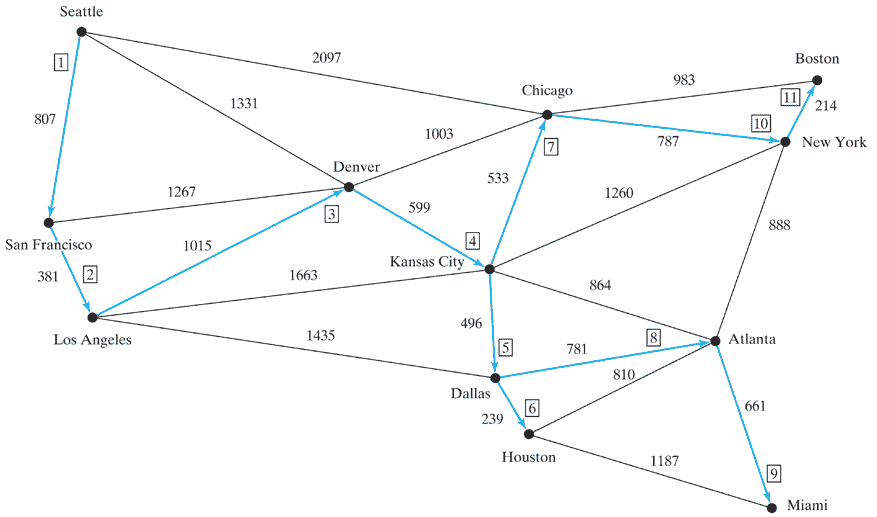 Seattle
1
2097
Boston
983
Chicago
11
214
807
1331
10
1003
7
787
New York
Denver
533
1267
3
599
1260
888
San Francisco
1015
4
Kansas City
381
2
1663
864
496
1435
5
781
8
Atlanta
Los Angeles
810
Dallas
239
6
661
Houston
1187
9
Miami